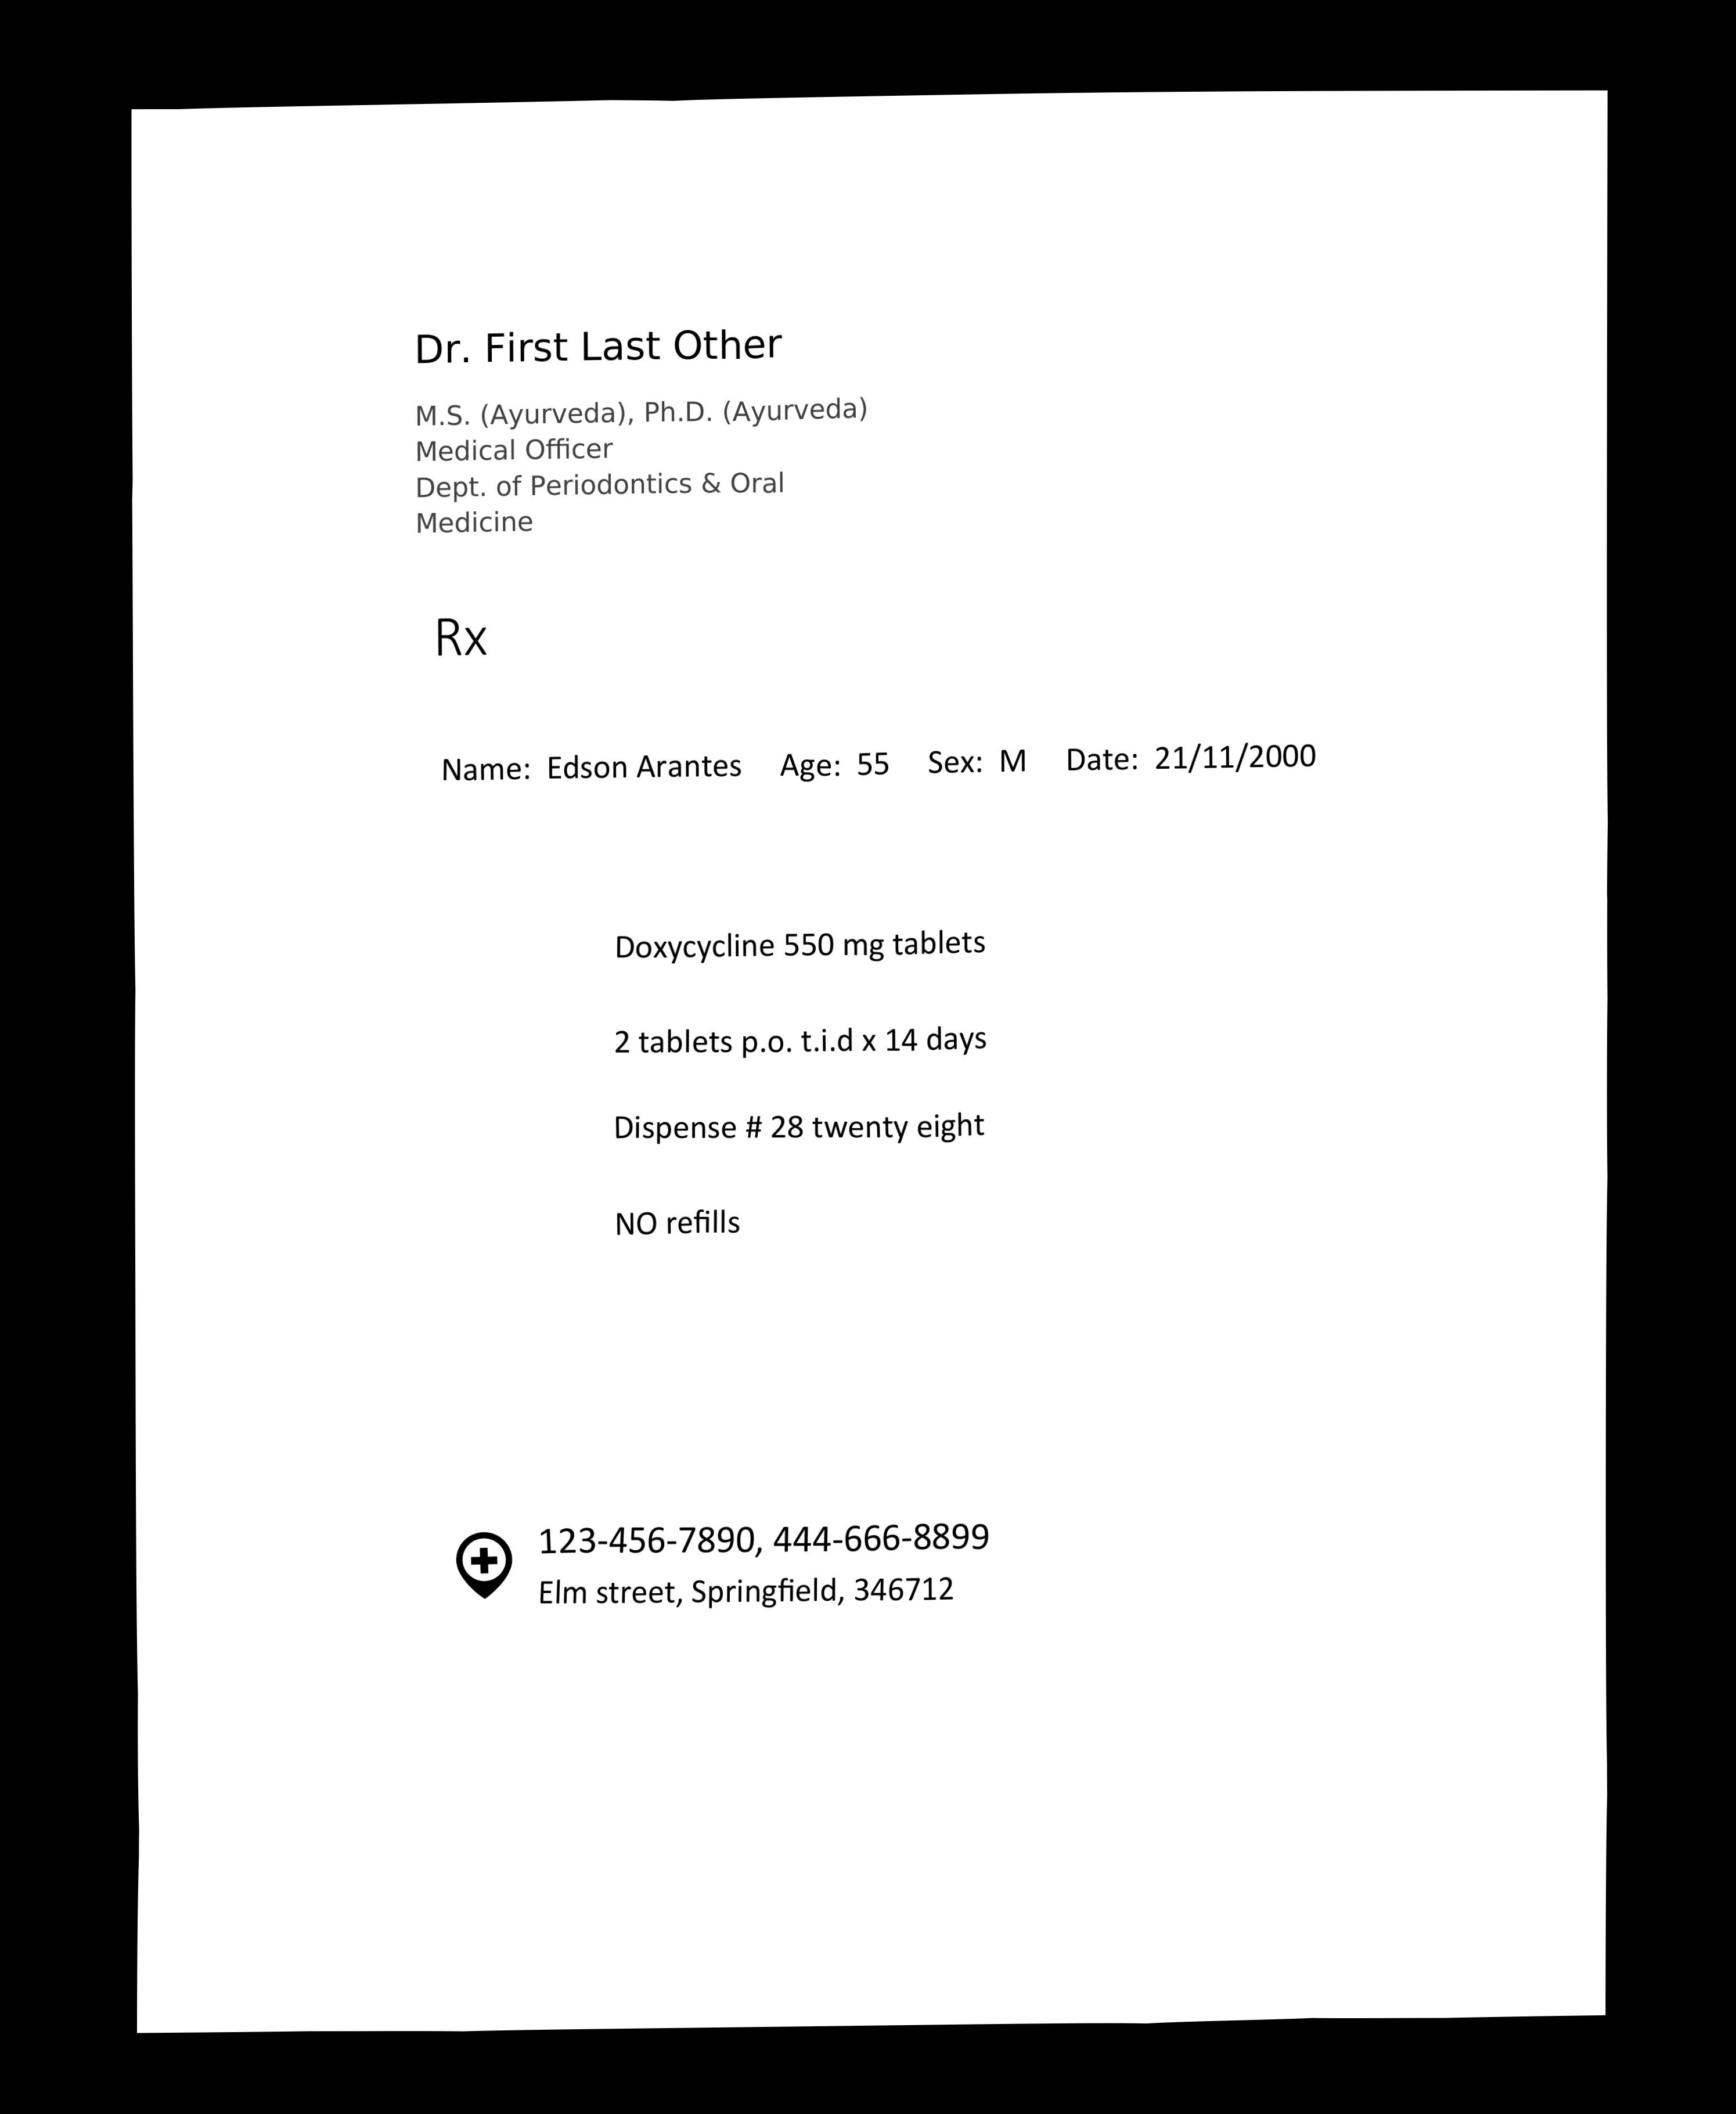 Dr. First Last Other
M.S. (Ayurveda), Ph.D. (Ayurveda)
Medical Officer
Dept. of Periodontics & Oral
Medicine
Rx
Name: Edson Arantes Age: 55 Sex: M Date: 21/11/2000
Doxycycline 550 mg tablets
2 tablets p.o. t.i.d x 14 days
Dispense # 28 twenty eight
NO refills
123-456-7890, 444-666-8899
Elm street, Springfield, 346712